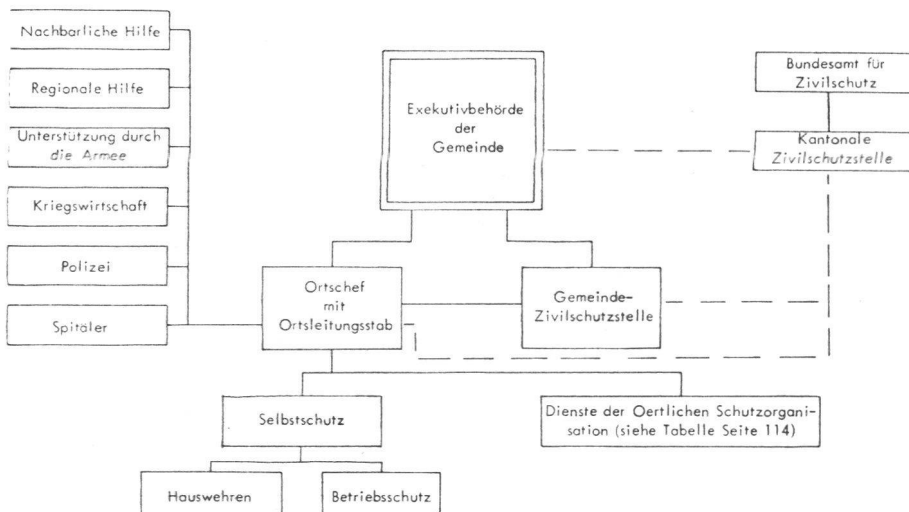 Nachbarliche Hilfe
Regionale Hilfe
Unterstützung durch
die Armee
Kriegswirtschaft
Polizei
Spitäler
Exekutivbehörde
der
Gemeinde
Bundesamt für
Zivilschutz
Kantonale
Zivilschutzstelle
Ortschef
mit
Ortsleitungsstab
Gemeinde-
Zivilschutzstelle
Selbstschutz
Dienste der Oertlichen Schutzorgani-
sation (siehe Tabelle Seite 114)
Hauswehren
Betriebsschutz